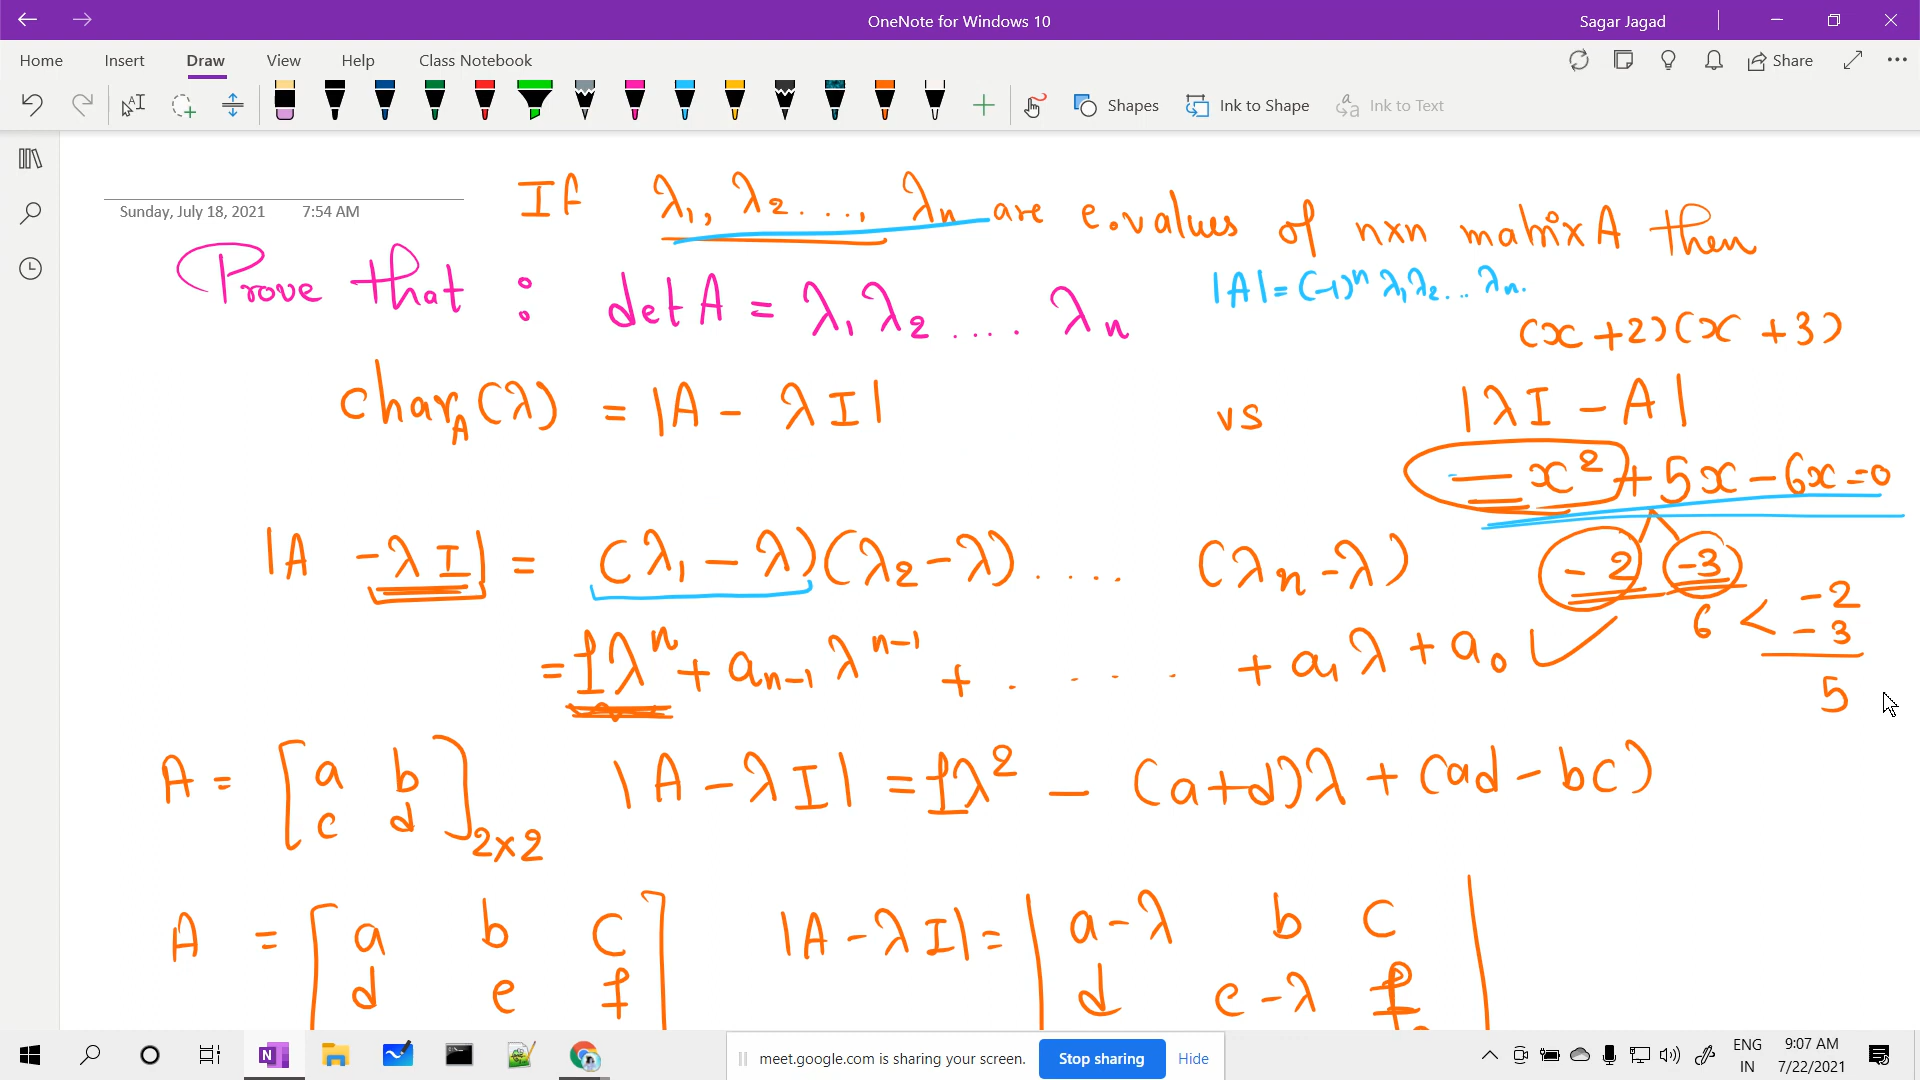 OneNote for Windows 10
Sagar Jagad
Home Insert Draw View Help Class Notebook
Share
Shapes Ink to Shape Ink to Text
If λ₁, λ₂ ..., λₙ are e.values of n×n matrix A then
Sunday, July 18, 2021 7:54 AM
Prove that : det A = λ₁ λ₂ .... λₙ
|A| = (-1)ⁿ λ₁λ₂... λₙ.
(x + 2)(x + 3)
char_A(λ) = |A - λI| vs |λI - A|
- x² + 5x - 6x = 0
|A - λI| = (λ₁ - λ)(λ₂ - λ) ..... (λₙ - λ)
-2 -3
6 < -2
-3
5
= 1λⁿ + aₙ₋₁ λⁿ⁻¹ + ..... + a₁λ + a₀ ✓
A = [a b
c d]₂ₓ₂
|A - λI| = 1λ² - (a+d)λ + (ad - bc)
A = [a b c
d e f]
|A - λI| = |a-λ b c
d e-λ f|
meet.google.com is sharing your screen. Stop sharing Hide
ENG
IN
9:07 AM
7/22/2021